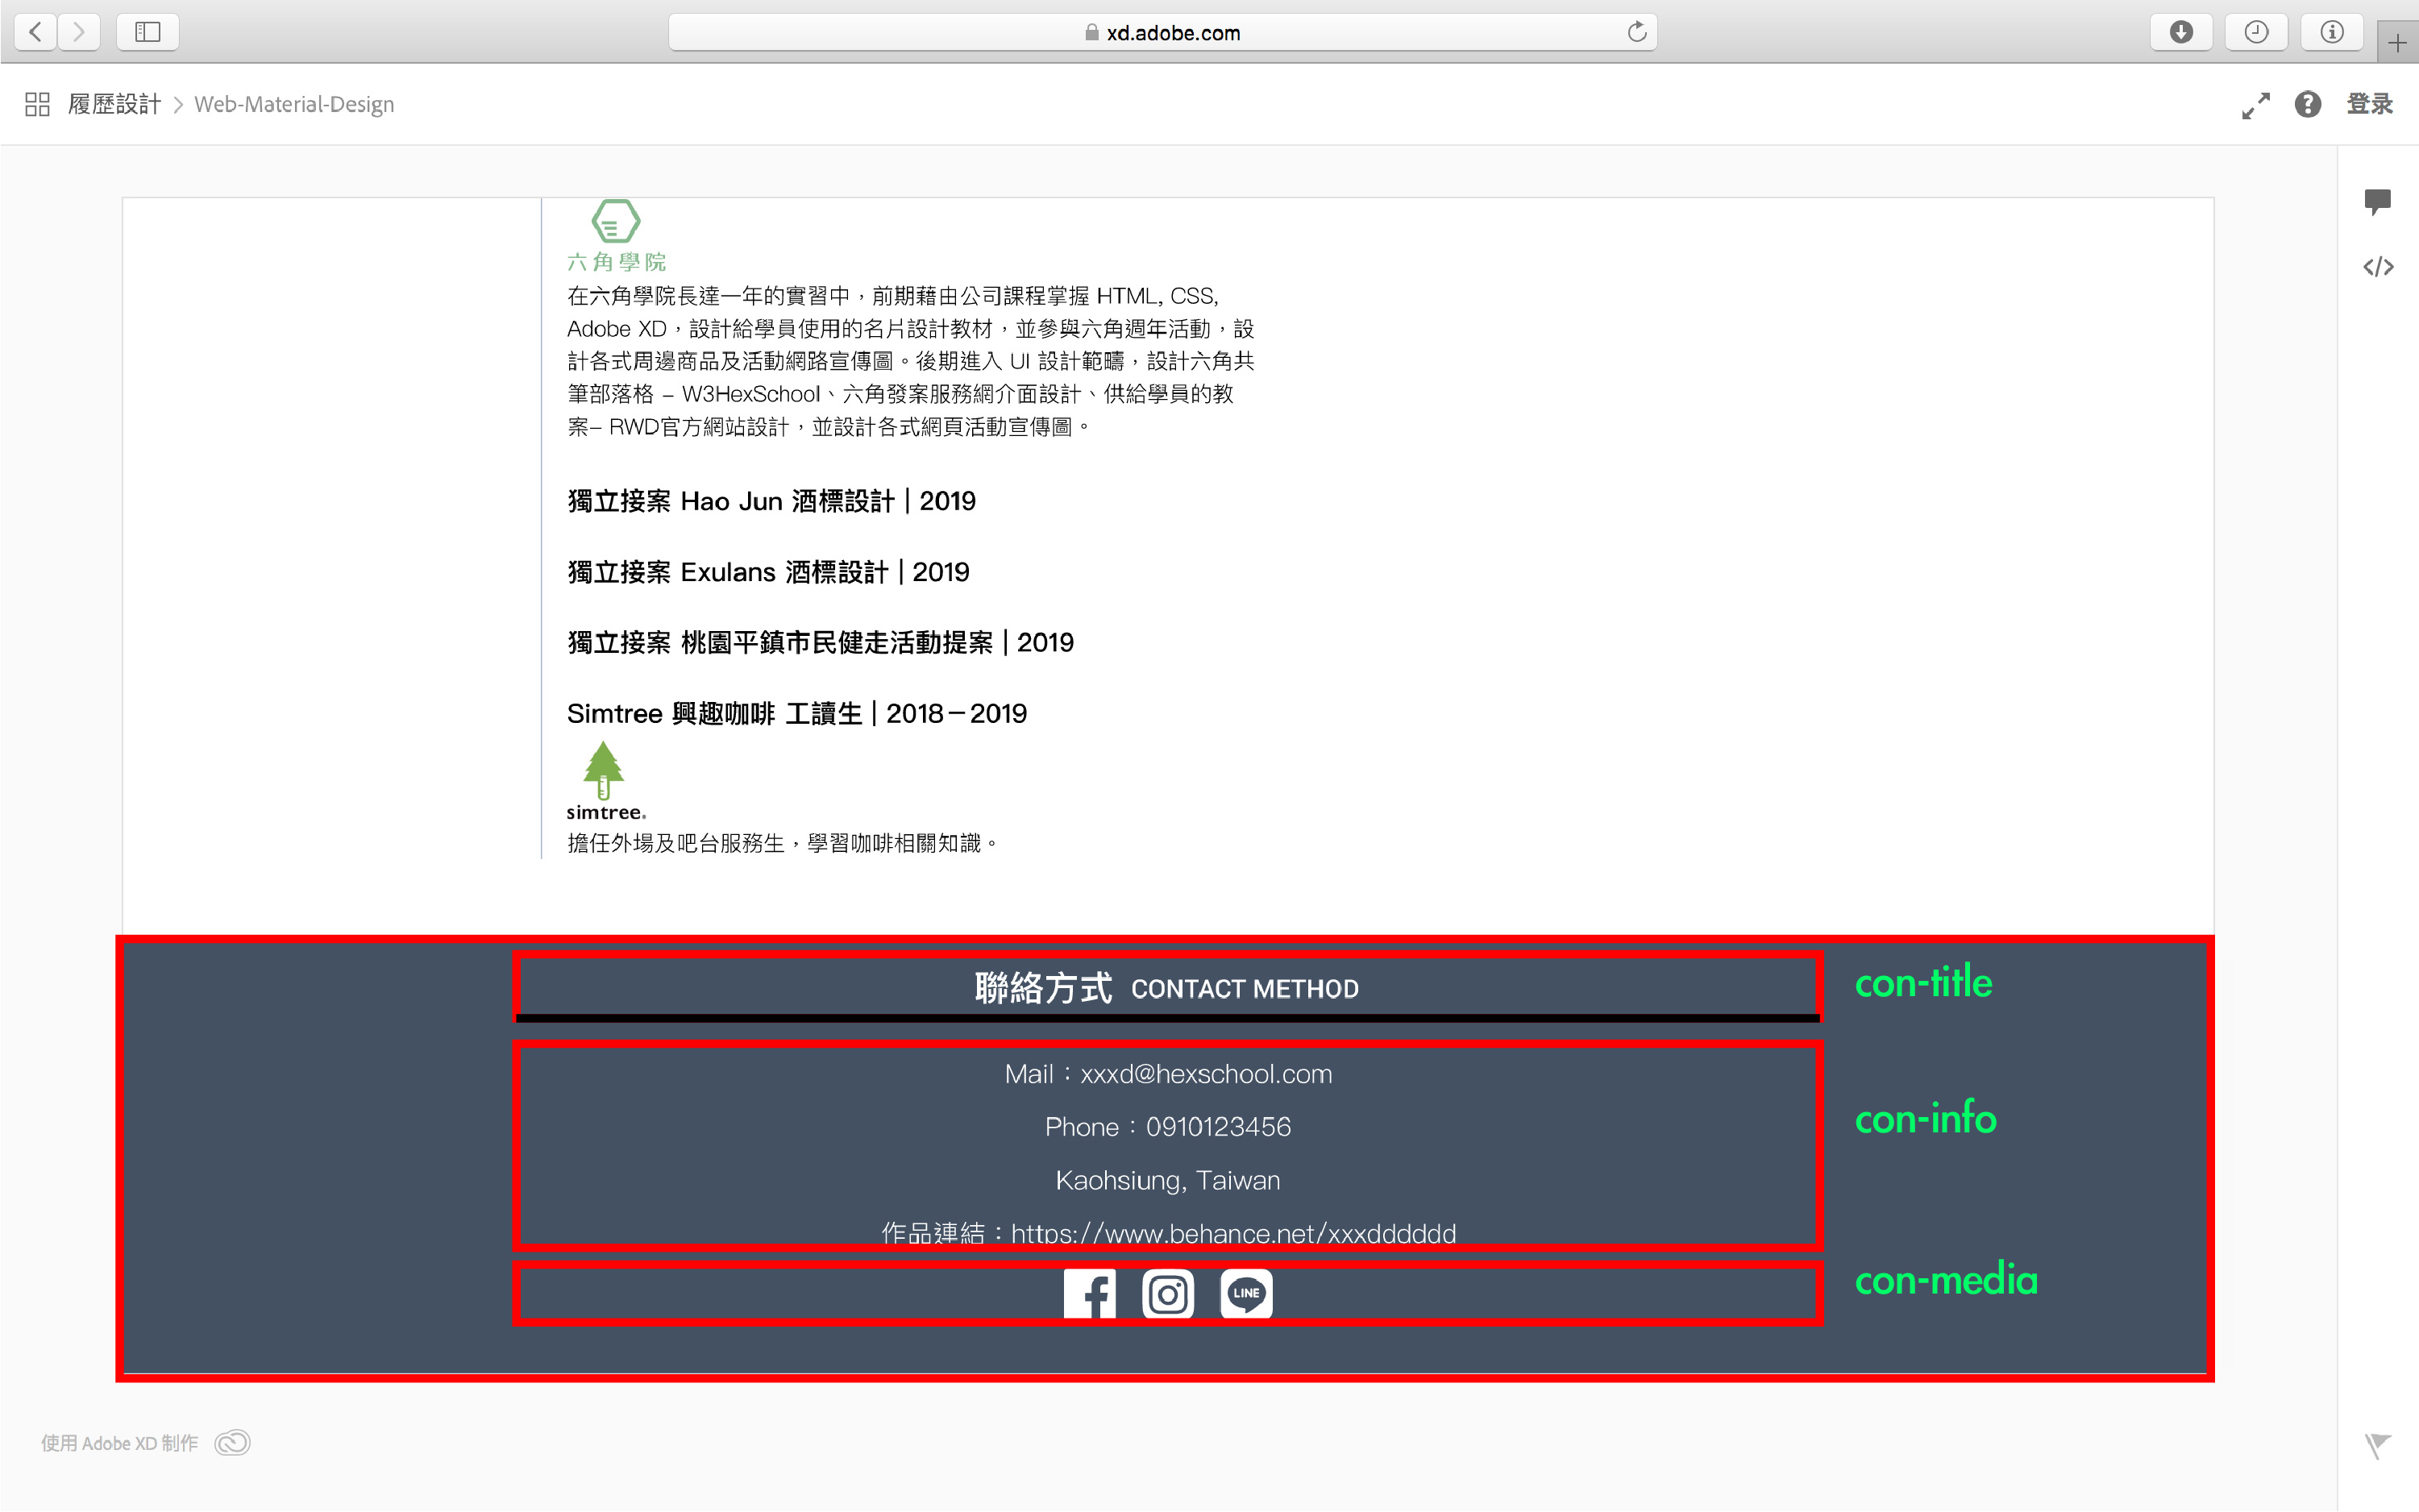 xd.adobe.com
履歷設計 > Web-Material-Design
登录
六角學院
在六角學院長達一年的實習中，前期藉由公司課程掌握 HTML, CSS,
Adobe XD，設計給學員使用的名片設計教材，並參與六角週年活動，設
計各式周邊商品及活動網路宣傳圖。後期進入 UI 設計範疇，設計六角共
筆部落格 – W3HexSchool、六角發案服務網介面設計、供給學員的教
案– RWD官方網站設計，並設計各式網頁活動宣傳圖。
獨立接案 Hao Jun 酒標設計 | 2019
獨立接案 Exulans 酒標設計 | 2019
獨立接案 桃園平鎮市民健走活動提案 | 2019
Simtree 興趣咖啡 工讀生 | 2018－2019
simtree.
擔任外場及吧台服務生，學習咖啡相關知識。
聯絡方式 CONTACT METHOD
con-title
Mail：xxxd@hexschool.com
Phone：0910123456
con-info
Kaohsiung, Taiwan
作品連結：https://www.behance.net/xxxdddddd
LINE
con-media
使用 Adobe XD 制作